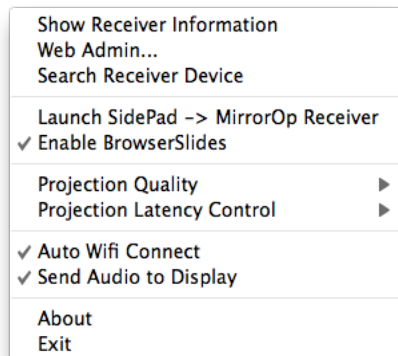 Show Receiver Information
Web Admin...
Search Receiver Device
Launch SidePad -> MirrorOp Receiver
✓ Enable BrowserSlides
Projection Quality
Projection Latency Control
✓ Auto Wifi Connect
✓ Send Audio to Display
About
Exit